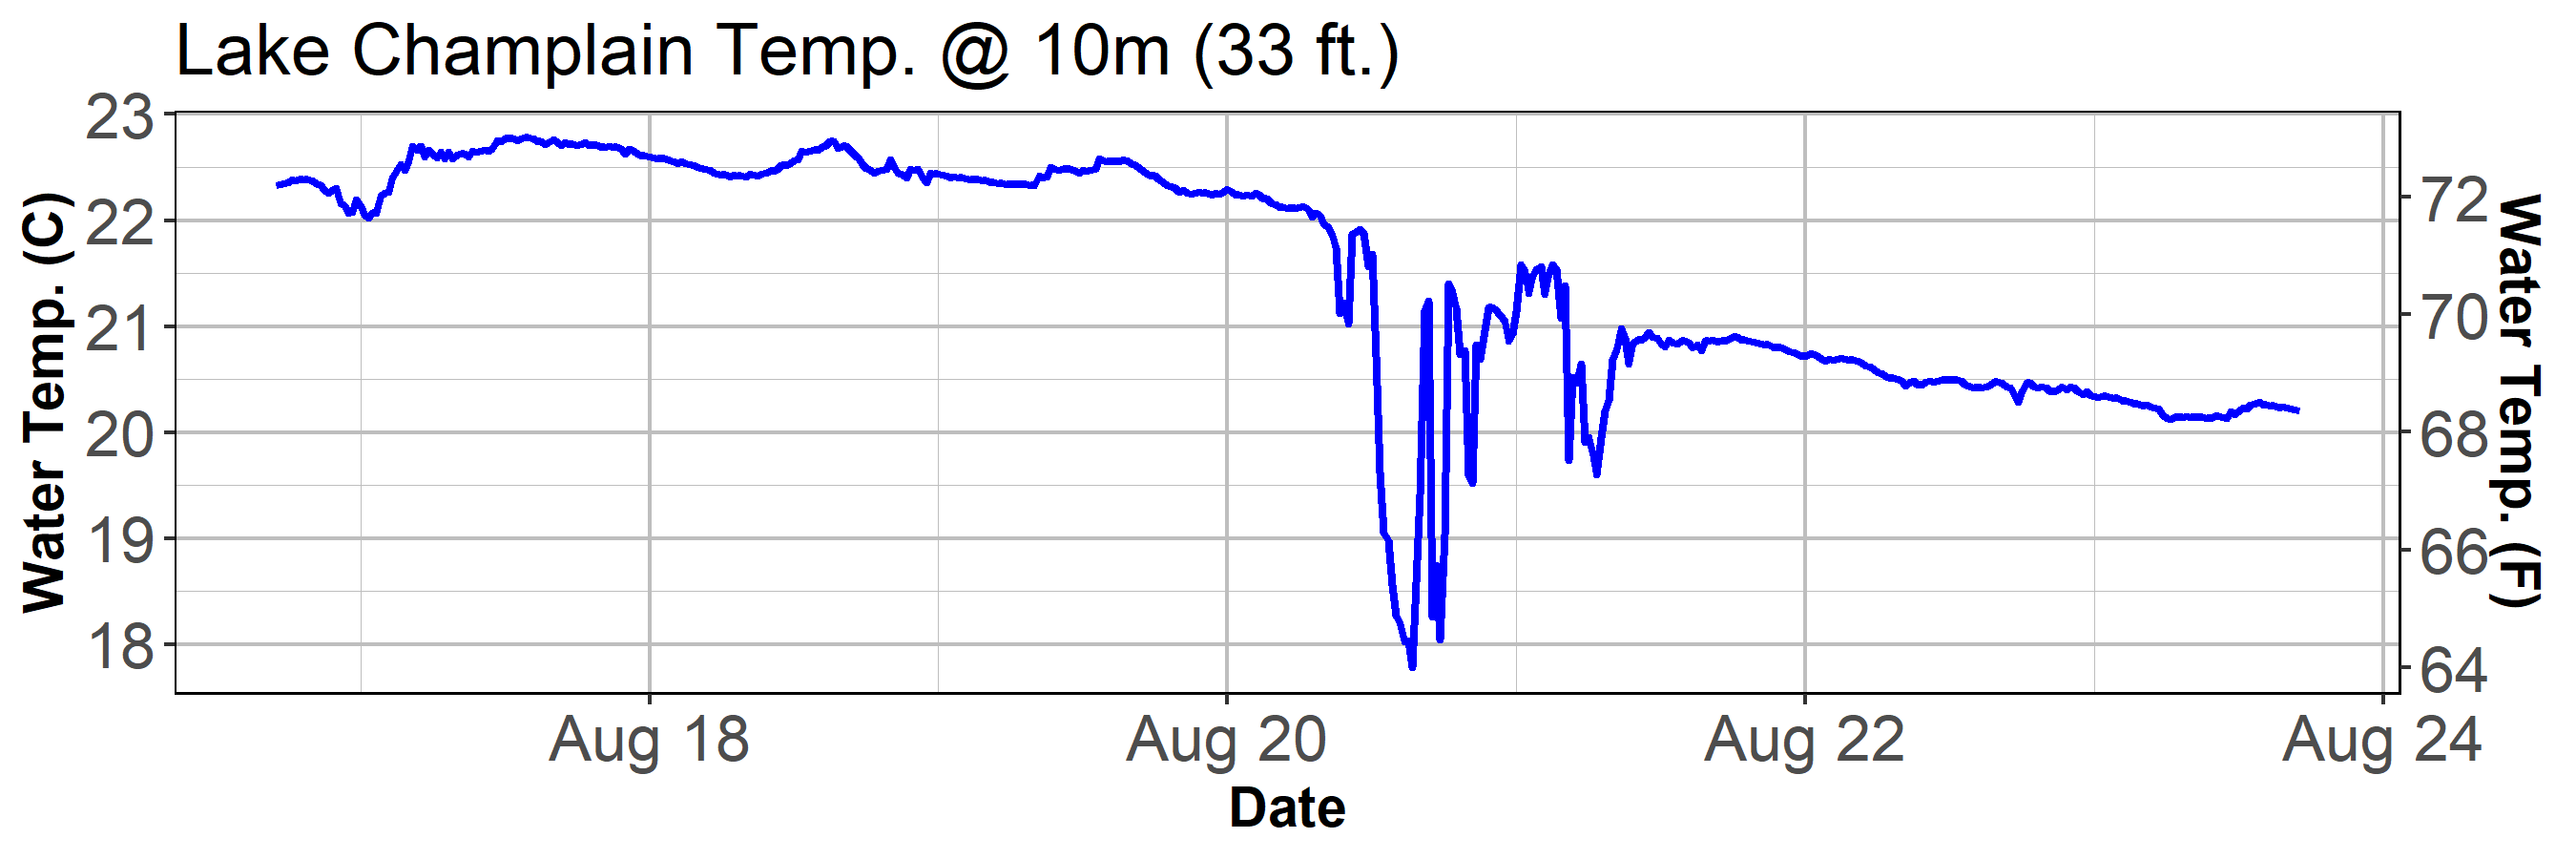 Lake Champlain Temp. @ 10m (33 ft.)
Water Temp. (C)
23
22
21
20
19
18
72
70
68
66
64
Water Temp. (F)
Aug 18
Aug 20
Aug 22
Aug 24
Date